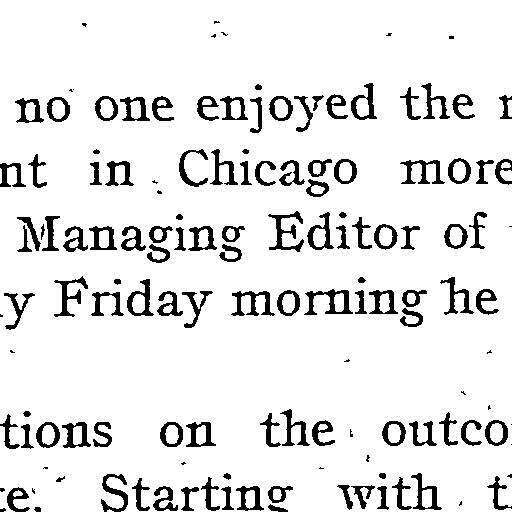 no one enjoyed the
nt in Chicago more
Managing Editor of
y Friday morning he
tions on the outco
te. Starting with th